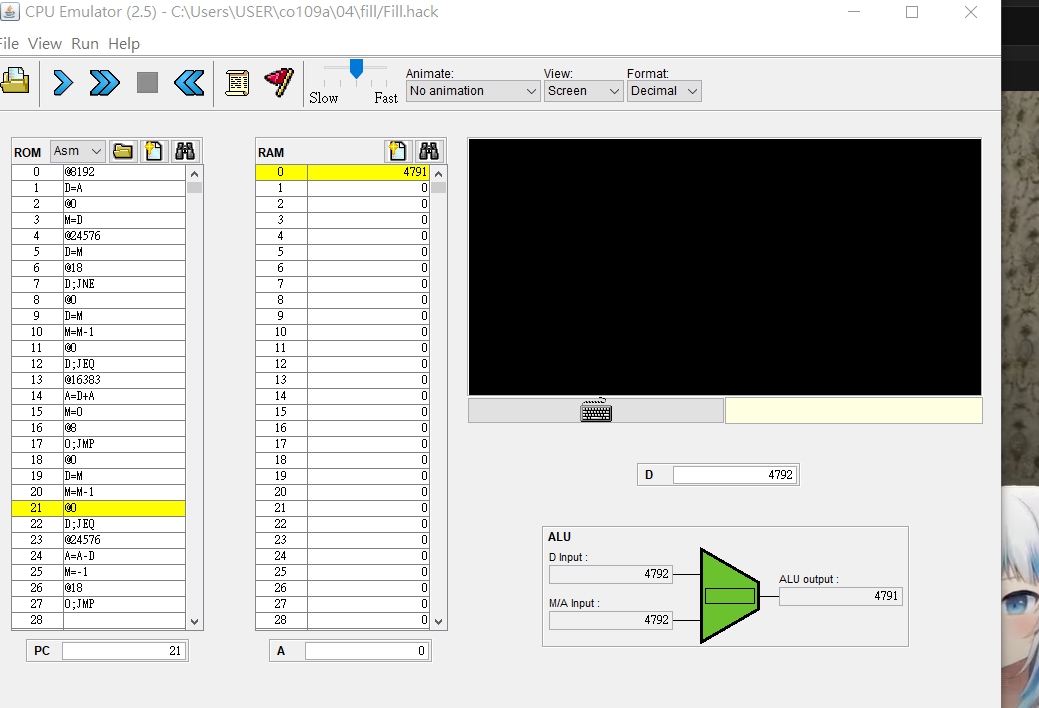 CPU Emulator (2.5) - C:\Users\USER\co109a\04\fill/Fill.hack
File View Run Help
Slow Fast
Animate:
No animation
View:
Screen
Format:
Decimal
ROM Asm
0 @8192
1 D=A
2 @0
3 M=D
4 @24576
5 D=M
6 @18
7 D;JNE
8 @0
9 D=M
10 M=M-1
11 @0
12 D;JEQ
13 @16383
14 A=D+A
15 M=0
16 @8
17 0;JMP
18 @0
19 D=M
20 M=M-1
21 @0
22 D;JEQ
23 @24576
24 A=A-D
25 M=-1
26 @18
27 0;JMP
28
PC 21
RAM
0 4791
1 0
2 0
3 0
4 0
5 0
6 0
7 0
8 0
9 0
10 0
11 0
12 0
13 0
14 0
15 0
16 0
17 0
18 0
19 0
20 0
21 0
22 0
23 0
24 0
25 0
26 0
27 0
28 0
A 0
D 4792
ALU
D Input :
4792
M/A Input :
4792
ALU output :
4791